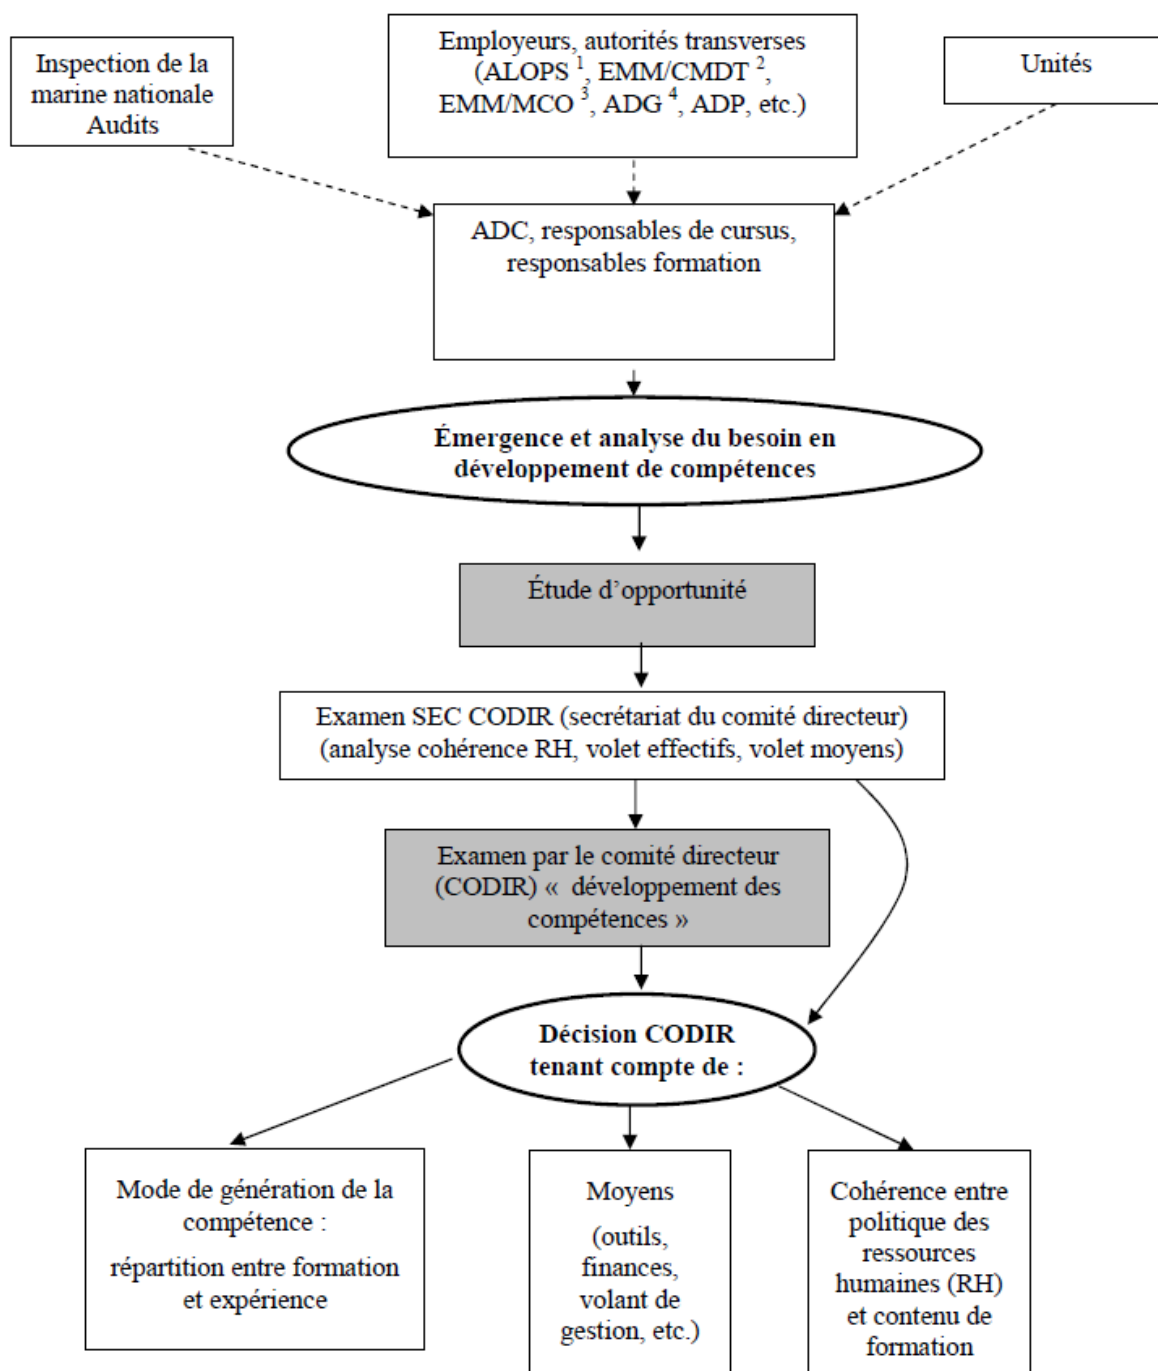 Inspection de la
marine nationale
Audits
Employeurs, autorités transverses
(ALOPS ¹, EMM/CMDT ²,
EMM/MCO ³, ADG ⁴, ADP, etc.)
Unités
ADC, responsables de cursus,
responsables formation
Émergence et analyse du besoin en
développement de compétences
Étude d’opportunité
Examen SEC CODIR (secrétariat du comité directeur)
(analyse cohérence RH, volet effectifs, volet moyens)
Examen par le comité directeur
(CODIR) « développement des
compétences »
Décision CODIR
tenant compte de :
Mode de génération de la
compétence :
répartition entre formation
et expérience
Moyens
(outils,
finances,
volant de
gestion, etc.)
Cohérence entre
politique des
ressources
humaines (RH)
et contenu de
formation